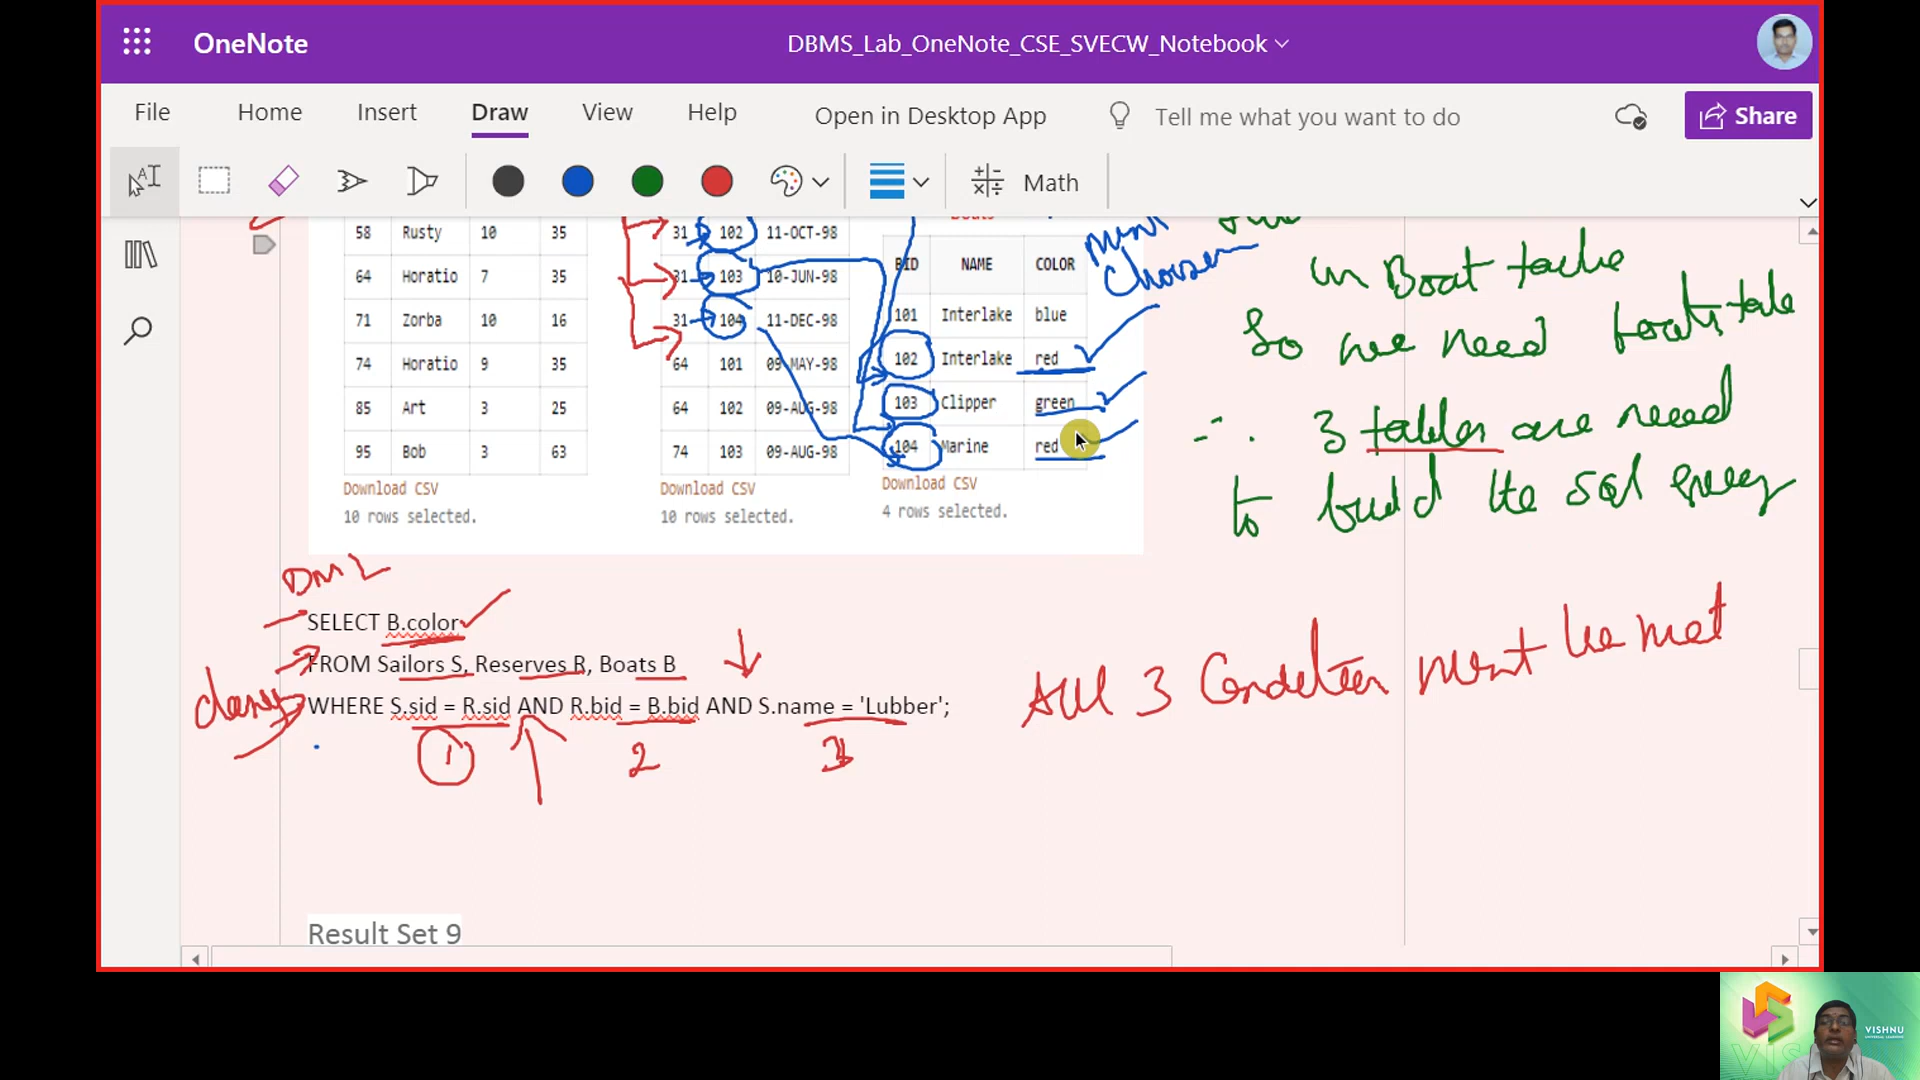 OneNote
DBMS_Lab_OneNote_CSE_SVECW_Notebook
File Home Insert Draw View Help Open in Desktop App Tell me what you want to do Share
Math
58 Rusty 10 35
64 Horatio 7 35
71 Zorba 10 16
74 Horatio 9 35
85 Art 3 25
95 Bob 3 63
Download CSV
10 rows selected.
31 102 11-OCT-98
31 103 10-JUN-98
31 104 11-DEC-98
64 101 09-MAY-98
64 102 09-AUG-98
74 103 09-AUG-98
Download CSV
10 rows selected.
Boats
BID NAME COLOR
101 Interlake blue
102 Interlake red
103 Clipper green
104 Marine red
Download CSV
4 rows selected.
in Boat table
So we need boats table
∴ 3 tables are need
to build the sql query
DML
SELECT B.color
FROM Sailors S, Reserves R, Boats B
WHERE S.sid = R.sid AND R.bid = B.bid AND S.name = 'Lubber';
1 2 3
All 3 Condition must be met
Result Set 9
VISHNU
UNIVERSAL LEARNING